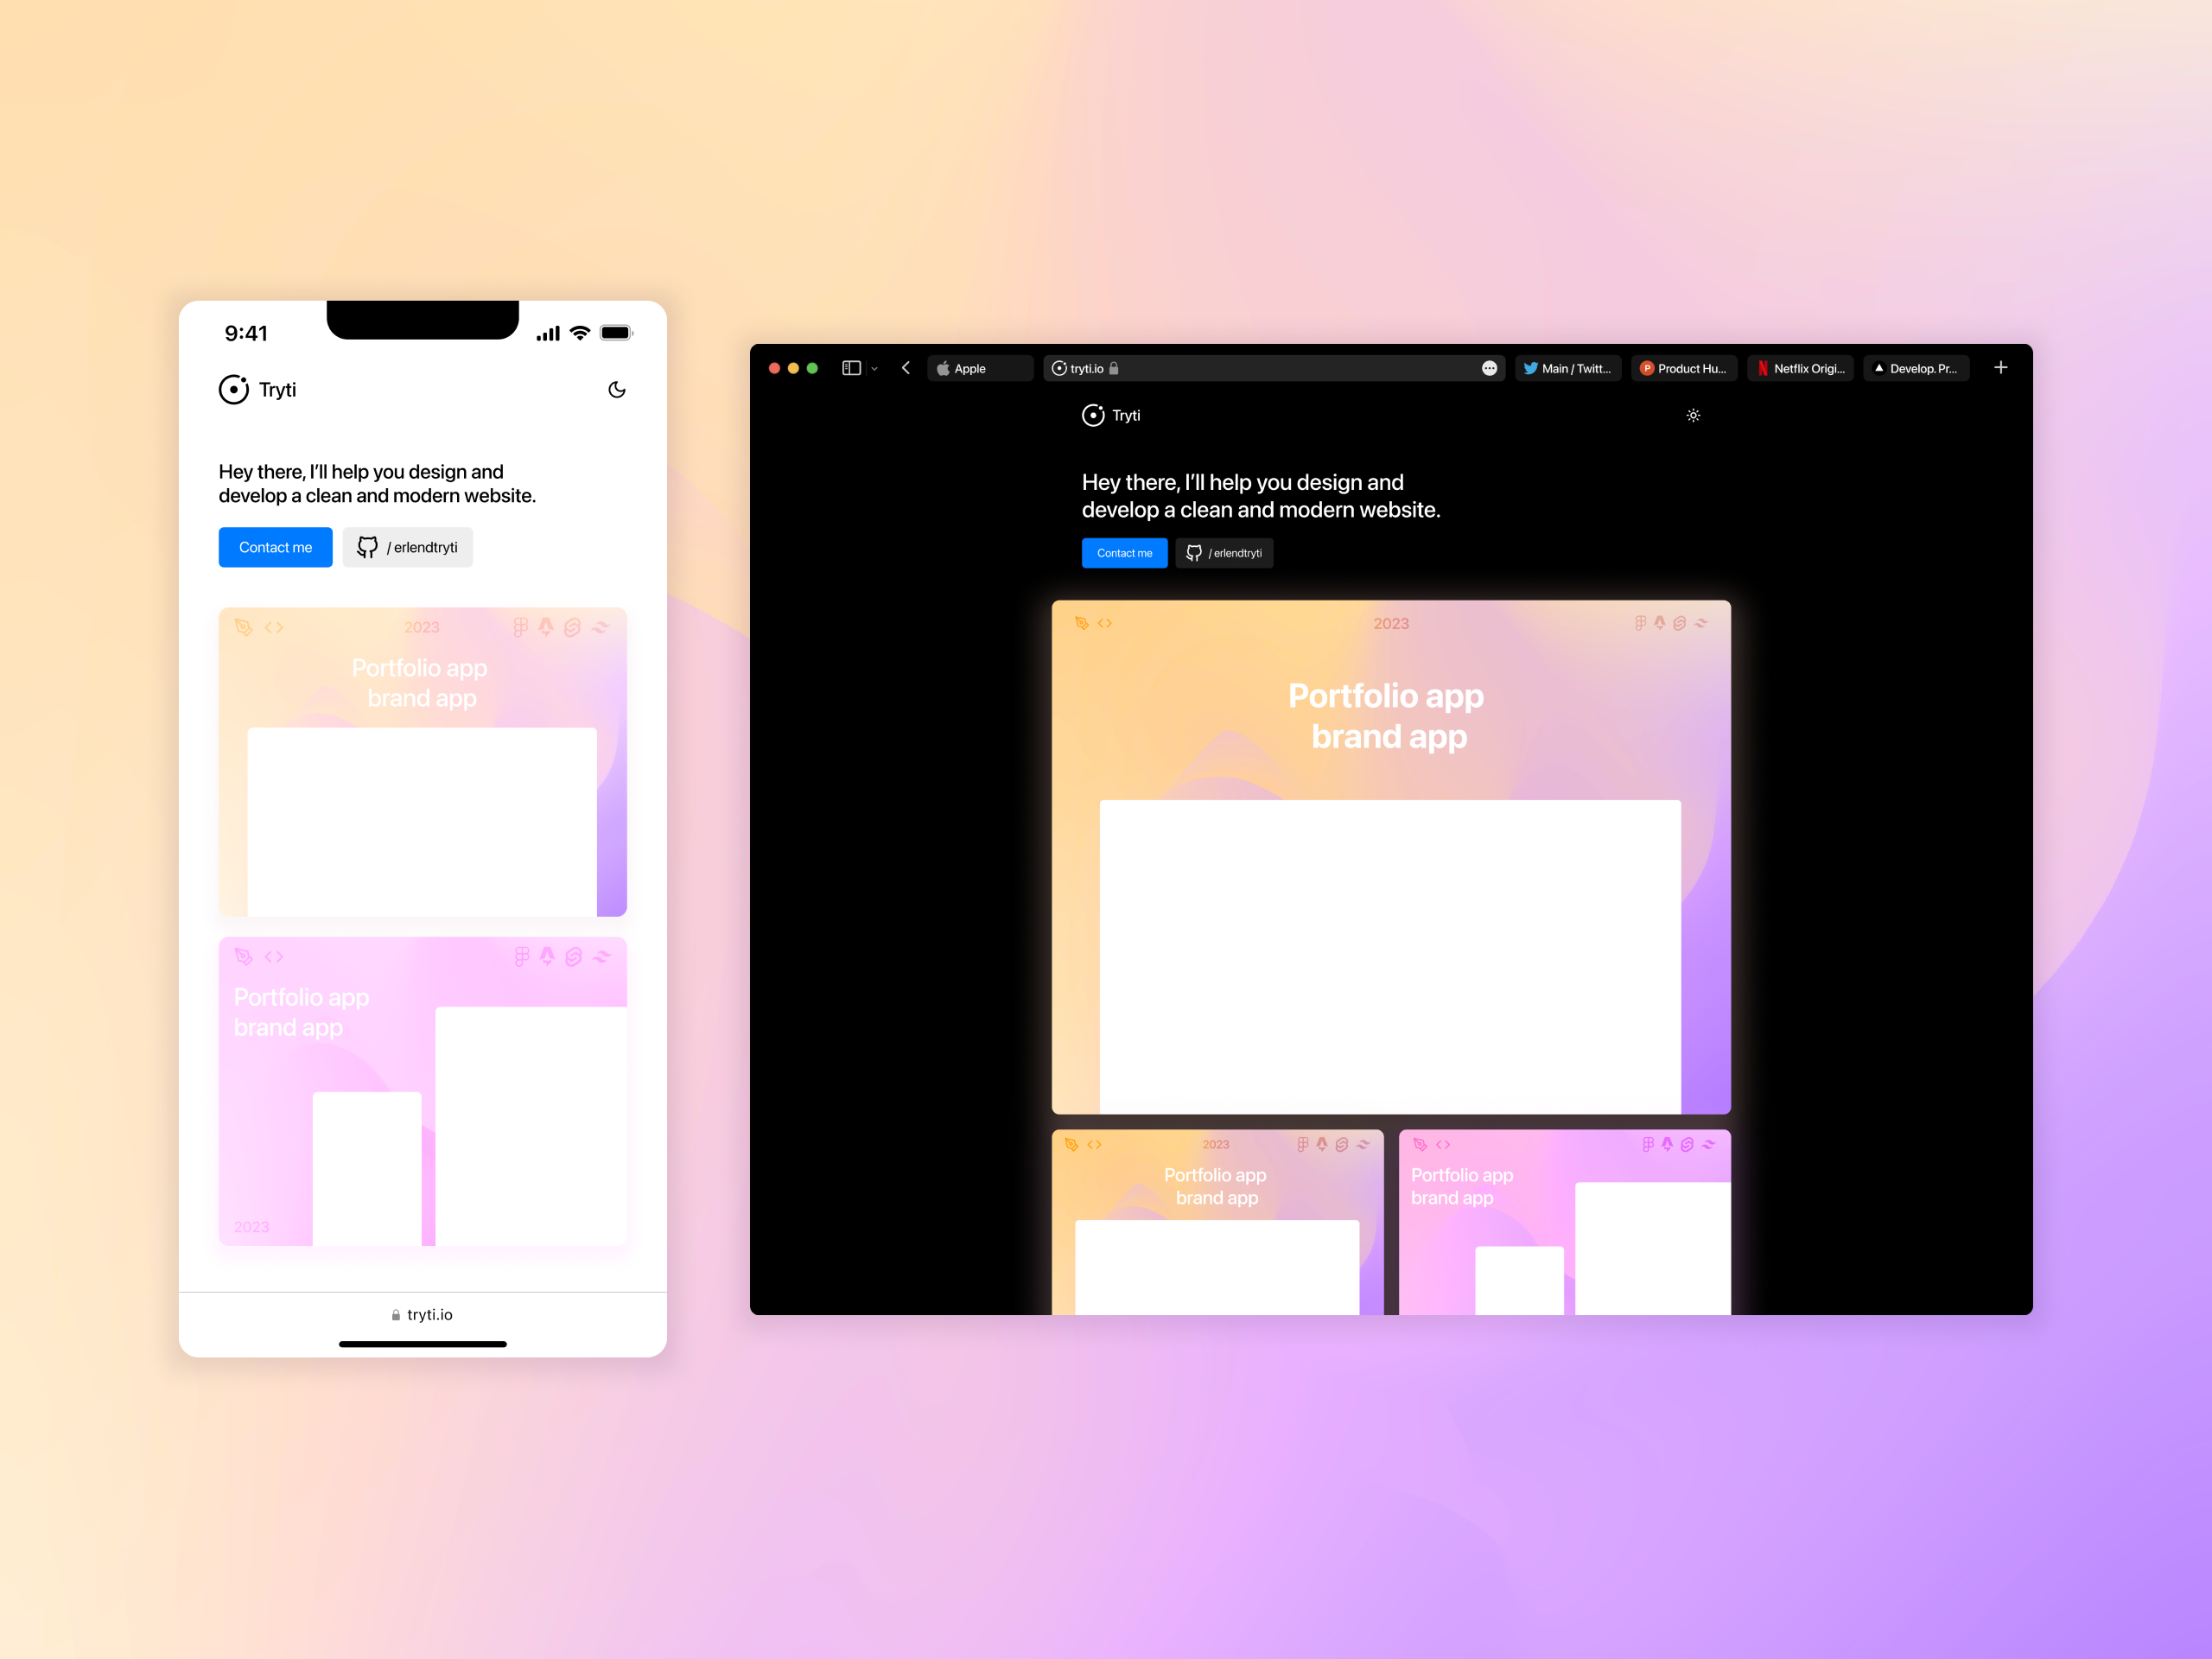 9:41
Tryti
Hey there, I’ll help you design and
develop a clean and modern website.
Contact me
/ erlendtryti
2023
Portfolio app
brand app
Portfolio app
brand app
2023
tryti.io
Apple
tryti.io
Main / Twitt...
P
Product Hu...
Netflix Origi...
Develop. Pr...
Tryti
Hey there, I’ll help you design and
develop a clean and modern website.
Contact me
/ erlendtryti
2023
Portfolio app
brand app
2023
Portfolio app
brand app
Portfolio app
brand app